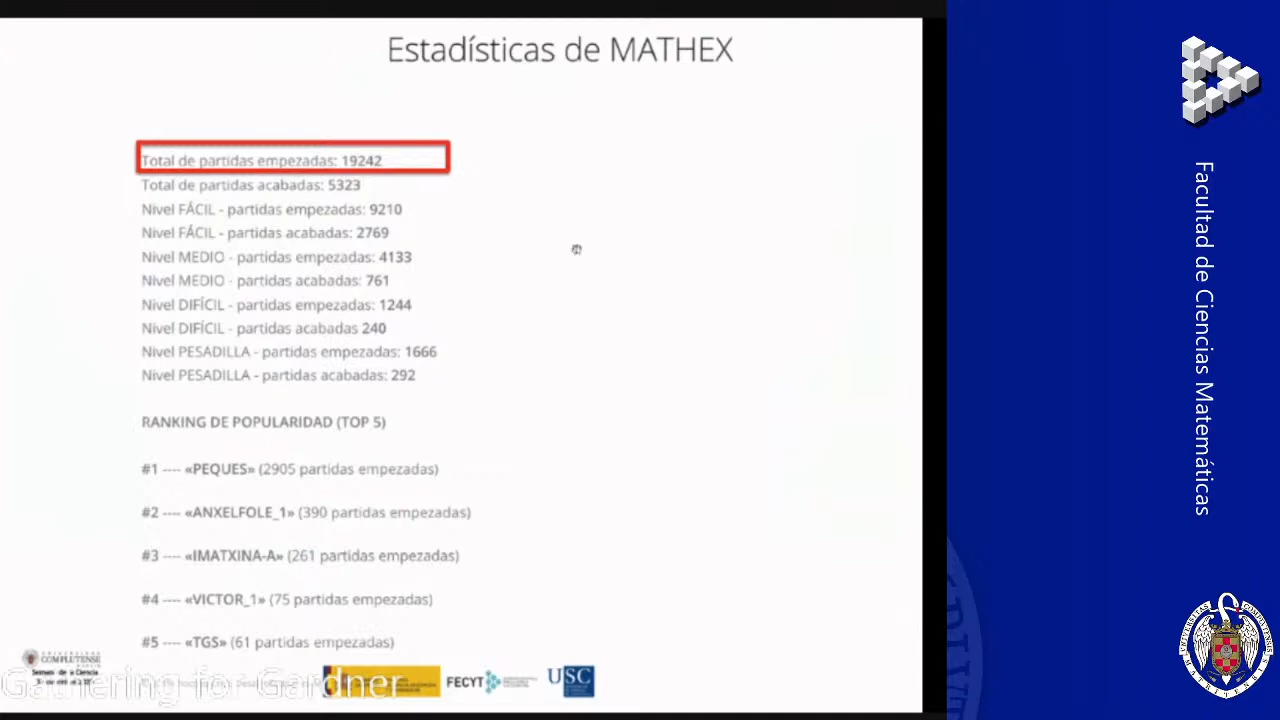 Estadísticas de MATHEX
Total de partidas empezadas: 19242
Total de partidas acabadas: 5323
Nivel FÁCIL - partidas empezadas: 9210
Nivel FÁCIL - partidas acabadas: 2769
Nivel MEDIO - partidas empezadas: 4133
Nivel MEDIO - partidas acabadas: 761
Nivel DIFÍCIL - partidas empezadas: 1244
Nivel DIFÍCIL - partidas acabadas 240
Nivel PESADILLA - partidas empezadas: 1666
Nivel PESADILLA - partidas acabadas: 292
RANKING DE POPULARIDAD (TOP 5)
#1 ---- «PEQUES» (2905 partidas empezadas)
#2 ---- «ANXELFOLE_1» (390 partidas empezadas)
#3 ---- «IMATXINA-A» (261 partidas empezadas)
#4 ---- «VICTOR_1» (75 partidas empezadas)
#5 ---- «TGS» (61 partidas empezadas)
COMPLUTENSE
Gathering for Gardner
FECYT
USC
Facultad de Ciencias Matemáticas